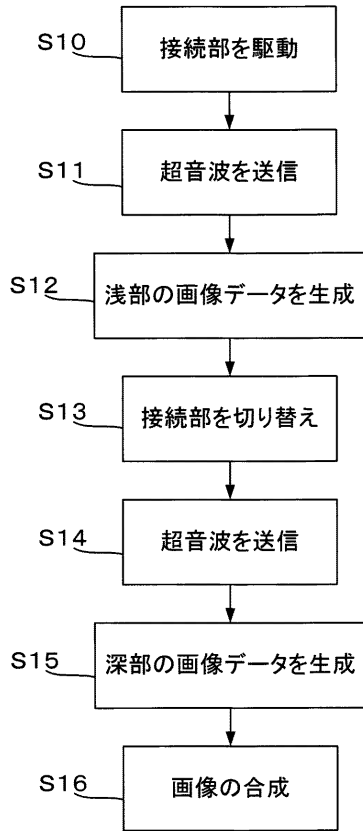 S10
接続部を駆動
S11
超音波を送信
S12
浅部の画像データを生成
S13
接続部を切り替え
S14
超音波を送信
S15
深部の画像データを生成
S16
画像の合成